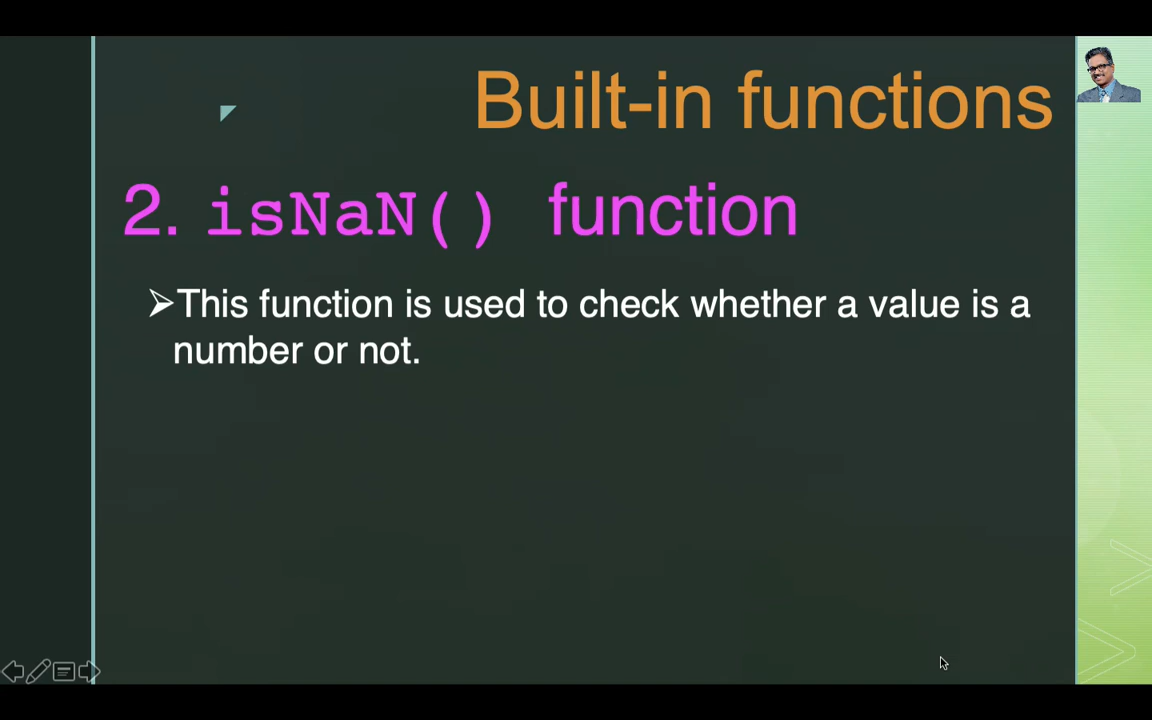 Built-in functions
2. isNaN() function
➢This function is used to check whether a value is a
number or not.